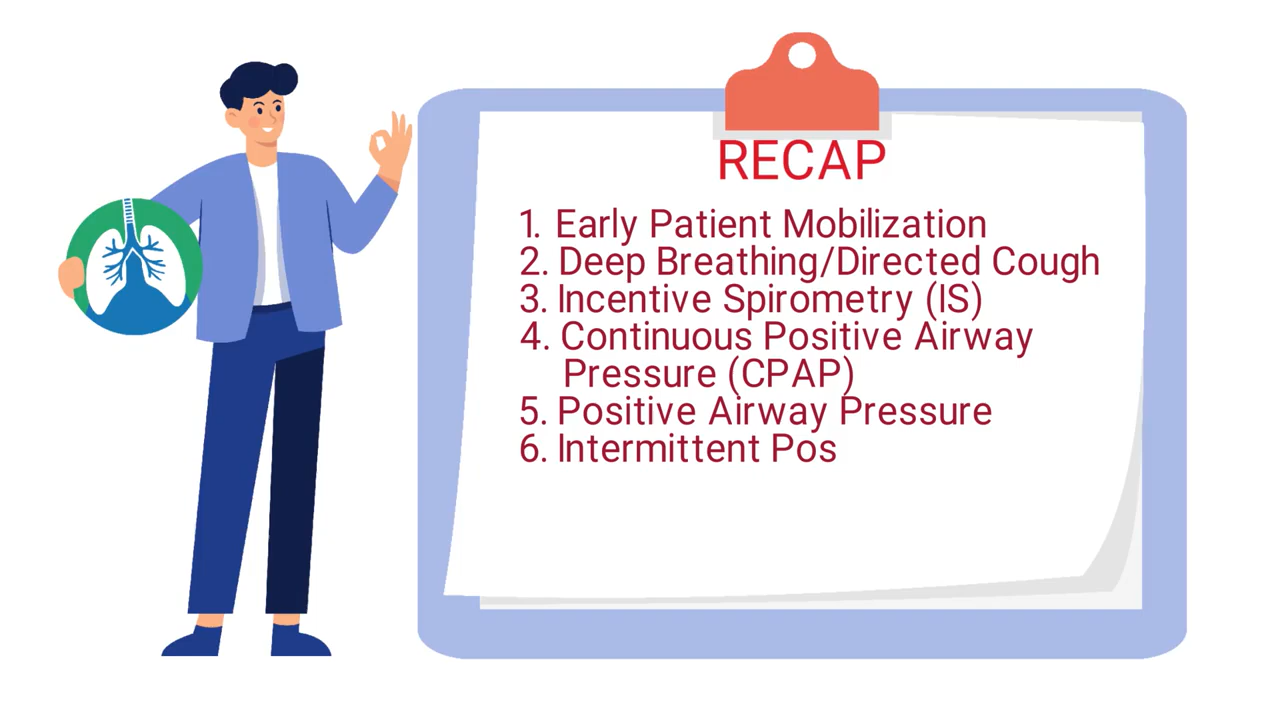 RECAP
1. Early Patient Mobilization
2. Deep Breathing/Directed Cough
3. Incentive Spirometry (IS)
4. Continuous Positive Airway
Pressure (CPAP)
5. Positive Airway Pressure
6. Intermittent Pos